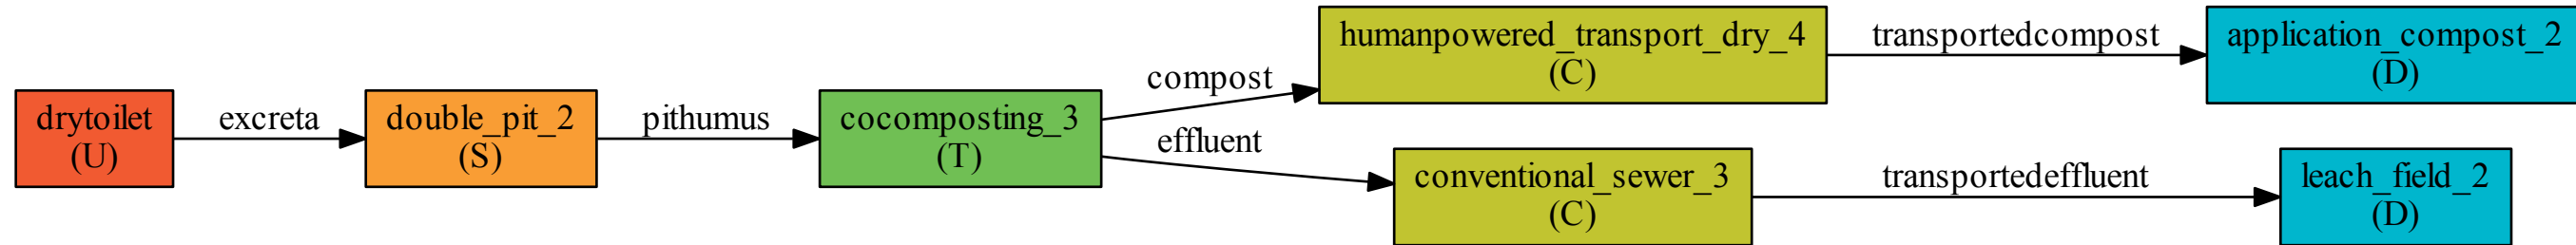 drytoilet
(U)
excreta
double_pit_2
(S)
pithumus
cocomposting_3
(T)
compost
effluent
humanpowered_transport_dry_4
(C)
transportedcompost
application_compost_2
(D)
conventional_sewer_3
(C)
transportedeffluent
leach_field_2
(D)